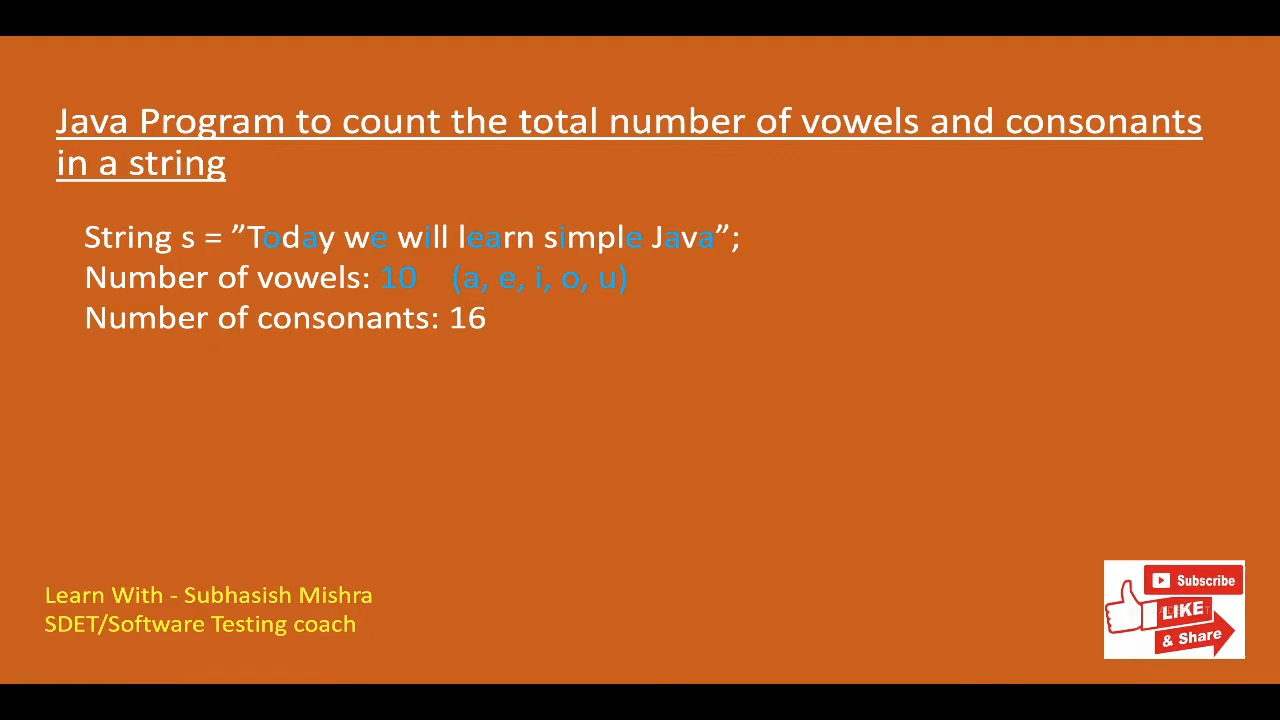 Java Program to count the total number of vowels and consonants
in a string
String s = ”Today we will learn simple Java”;
Number of vowels: 10 (a, e, i, o, u)
Number of consonants: 16
Learn With - Subhasish Mishra
SDET/Software Testing coach
Subscribe
LIKE
& Share